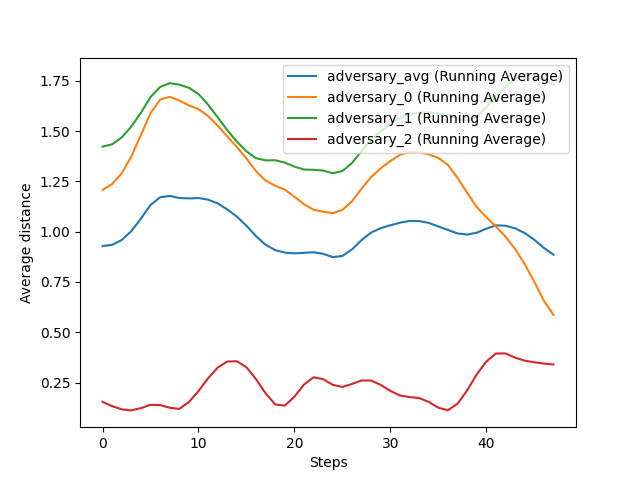 adversary_avg (Running Average)
adversary_0 (Running Average)
adversary_1 (Running Average)
adversary_2 (Running Average)
1.75
1.50
1.25
1.00
0.75
0.50
0.25
Average distance
0 10 20 30 40
Steps